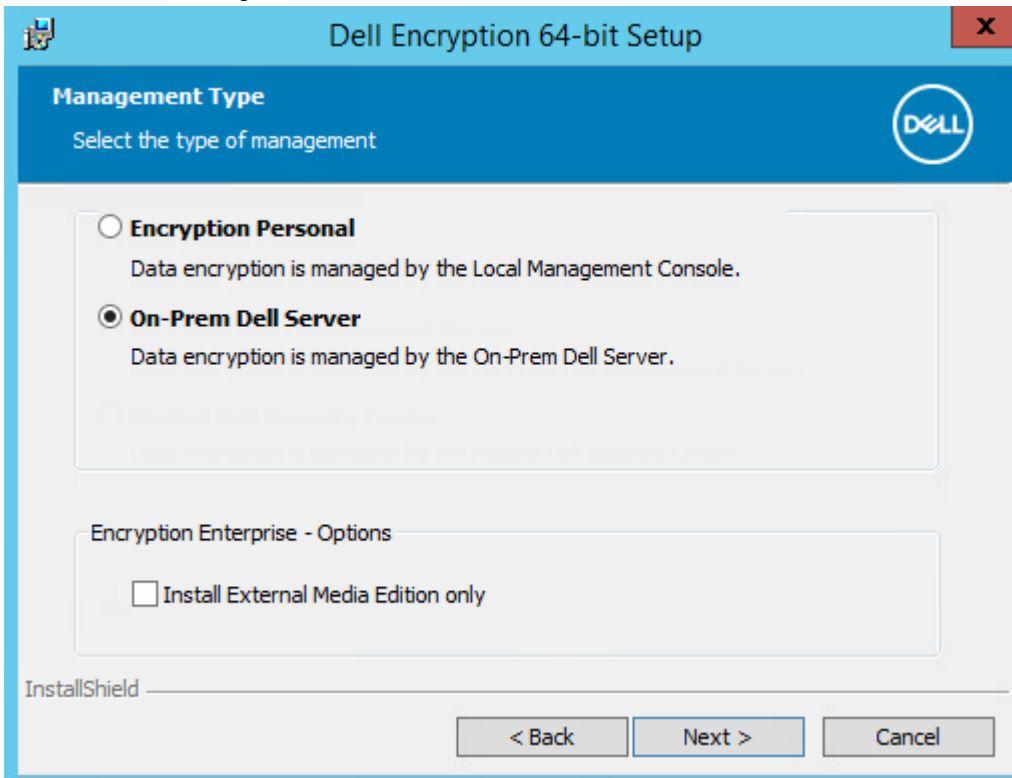 Dell Encryption 64-bit Setup
x
Management Type
Select the type of management
DELL
Encryption Personal
Data encryption is managed by the Local Management Console.
On-Prem Dell Server
Data encryption is managed by the On-Prem Dell Server.
Encryption Enterprise - Options
Install External Media Edition only
InstallShield
< Back
Next >
Cancel